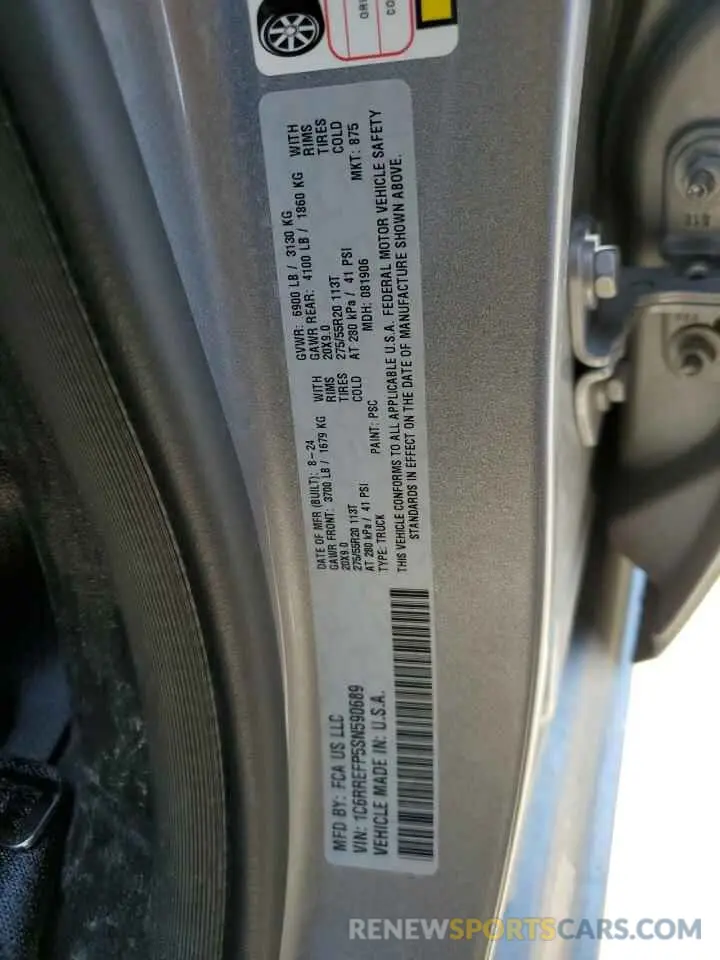 MFD BY: FCA US LLC
VIN: 1C6RREFP5SN590689
VEHICLE MADE IN: U.S.A.
DATE OF MFR (BUILT): 8-24
GAWR FRONT: 3700 LB / 1679 KG WITH
20X9.0 RIMS
275/55R20 113T TIRES
AT 280 kPa / 41 PSI COLD
TYPE: TRUCK PAINT: PSC
GVWR: 6900 LB / 3130 KG
GAWR REAR: 4100 LB / 1860 KG WITH
20X9.0 RIMS
275/55R20 113T TIRES
AT 280 kPa / 41 PSI COLD
MDH: 081906 MKT: 875
THIS VEHICLE CONFORMS TO ALL APPLICABLE U.S.A. FEDERAL MOTOR VEHICLE SAFETY
STANDARDS IN EFFECT ON THE DATE OF MANUFACTURE SHOWN ABOVE.
RENEWSPORTSCARS.COM